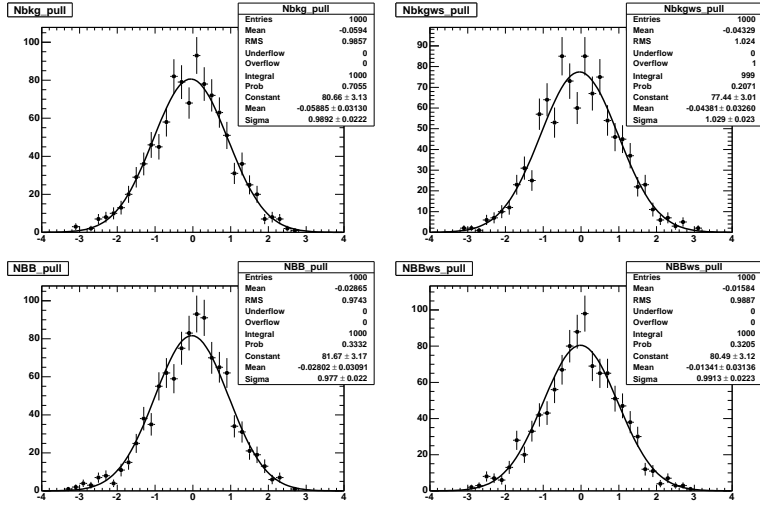 Nbkg_pull
Nbkg_pull
Entries 1000
Mean -0.0594
RMS 0.9857
Underflow 0
Overflow 0
Integral 1000
Prob 0.7055
Constant 80.66 ± 3.13
Mean -0.05885 ± 0.03130
Sigma 0.9892 ± 0.0222
100
80
60
40
20
0
-4 -3 -2 -1 0 1 2 3 4
Nbkgws_pull
Nbkgws_pull
Entries 1000
Mean -0.04329
RMS 1.024
Underflow 0
Overflow 1
Integral 999
Prob 0.2071
Constant 77.44 ± 3.01
Mean -0.04381 ± 0.03260
Sigma 1.029 ± 0.023
90
80
70
60
50
40
30
20
10
0
-4 -3 -2 -1 0 1 2 3 4
NBB_pull
NBB_pull
Entries 1000
Mean -0.02865
RMS 0.9743
Underflow 0
Overflow 0
Integral 1000
Prob 0.3332
Constant 81.67 ± 3.17
Mean -0.02802 ± 0.03091
Sigma 0.977 ± 0.022
100
80
60
40
20
0
-4 -3 -2 -1 0 1 2 3 4
NBBws_pull
NBBws_pull
Entries 1000
Mean -0.01584
RMS 0.9887
Underflow 0
Overflow 0
Integral 1000
Prob 0.3205
Constant 80.49 ± 3.12
Mean -0.01341 ± 0.03136
Sigma 0.9913 ± 0.0223
100
80
60
40
20
0
-4 -3 -2 -1 0 1 2 3 4